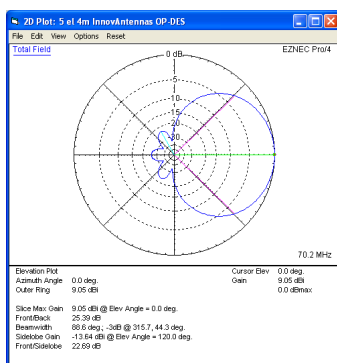 2D Plot: 5 el 4m InnovAntennas OP-DES
File Edit View Options Reset
Total Field
0 dB
EZNEC Pro/4
-5
-10
-15
-20
-30
70.2 MHz
Elevation Plot
Cursor Elev 0.0 deg.
Azimuth Angle 0.0 deg.
Gain 9.05 dBi
Outer Ring 9.05 dBi
0.0 dBmax
Slice Max Gain 9.05 dBi @ Elev Angle = 0.0 deg.
Front/Back 25.39 dB
Beamwidth 88.6 deg.; -3dB @ 315.7, 44.3 deg.
Sidelobe Gain -13.64 dBi @ Elev Angle = 120.0 deg.
Front/Sidelobe 22.69 dB